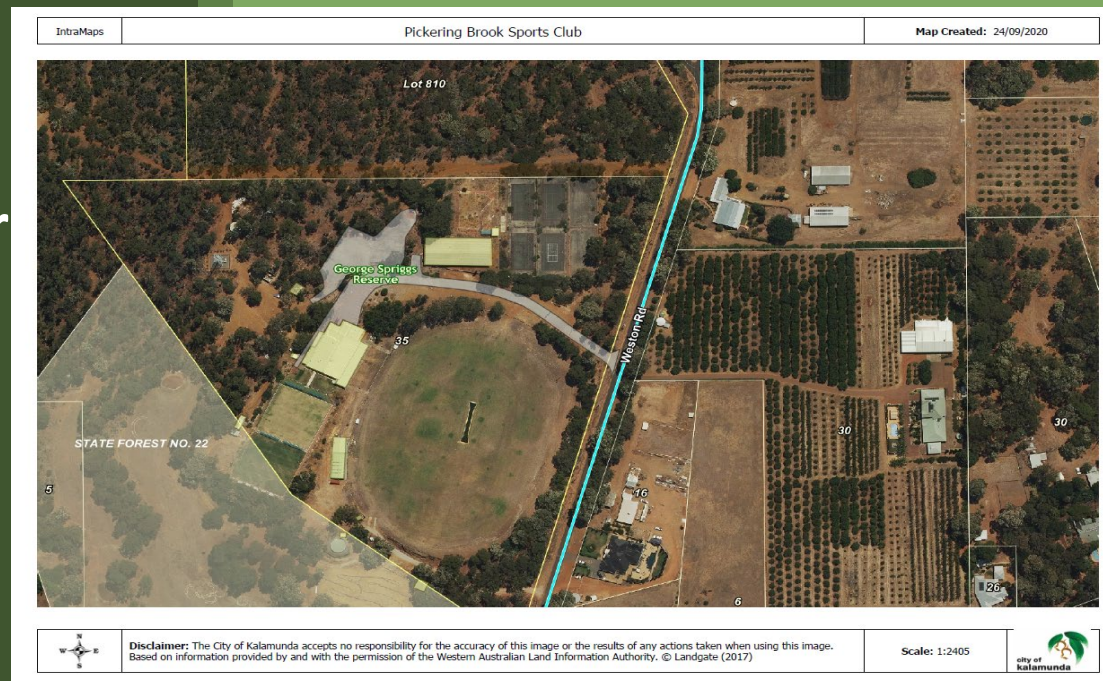 IntraMaps
Pickering Brook Sports Club
Map Created: 24/09/2020
Lot 810
George Spriggs
Reserve
35
Weston Rd
STATE FOREST NO. 22
5
16
30
30
26
6
N
W E
S
Disclaimer: The City of Kalamunda accepts no responsibility for the accuracy of this image or the results of any actions taken when using this image.
Based on information provided by and with the permission of the Western Australian Land Information Authority. © Landgate (2017)
Scale: 1:2405
city of
kalamunda